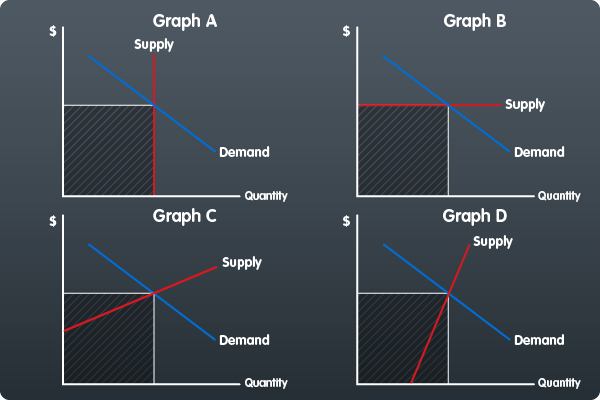 Graph A
$
Supply
Demand
Quantity
Graph B
$
Supply
Demand
Quantity
Graph C
$
Supply
Demand
Quantity
Graph D
$
Supply
Demand
Quantity